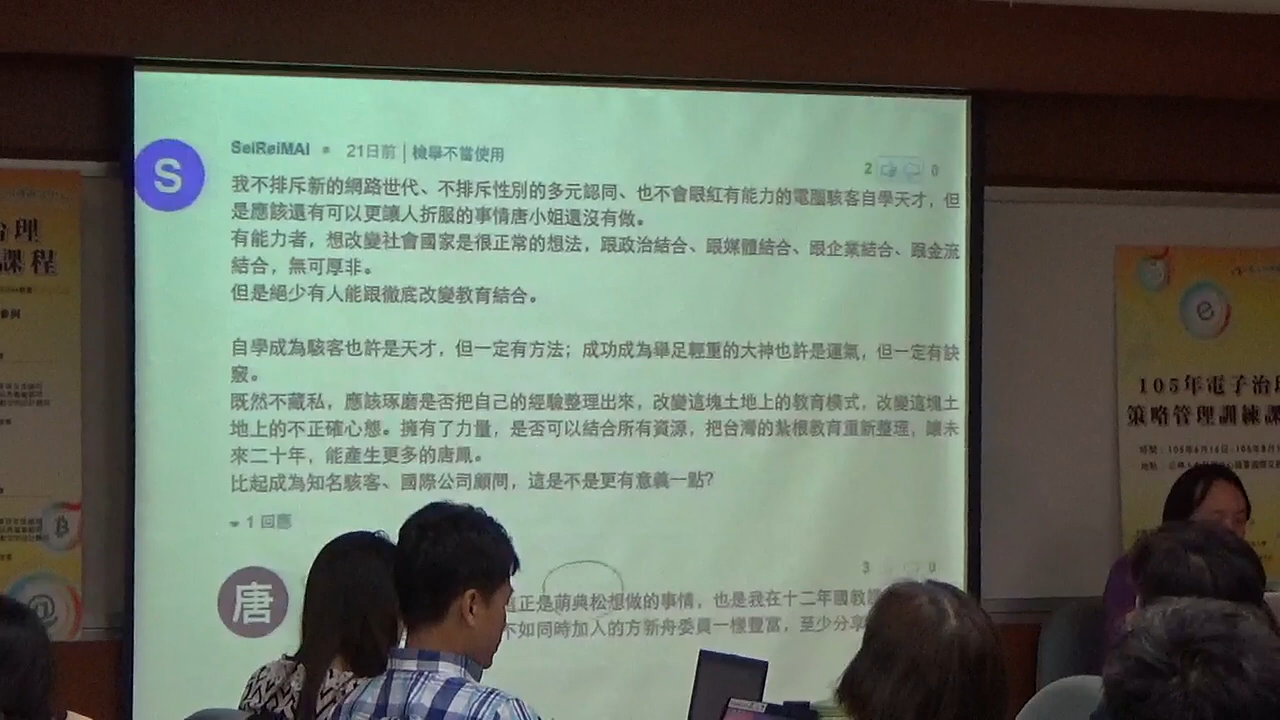 SeiReiMAI 21日前 | 檢舉不當使用
2 0
S
我不排斥新的網路世代、不排斥性別的多元認同、也不會眼紅有能力的電腦駭客自學天才，但
是應該還有可以更讓人折服的事情唐小姐還沒有做。
有能力者，想改變社會國家是很正常的想法，跟政治結合、跟媒體結合、跟企業結合、跟金流
結合，無可厚非。
但是絕少有人能跟徹底改變教育結合。
自學成為駭客也許是天才，但一定有方法；成功成為舉足輕重的大神也許是運氣，但一定有訣
竅。
既然不藏私，應該琢磨是否把自己的經驗整理出來，改變這塊土地上的教育模式，改變這塊土
地上的不正確心態。擁有了力量，是否可以結合所有資源，把台灣的紮根教育重新整理，讓未
來二十年，能產生更多的唐鳳。
比起成為知名駭客、國際公司顧問，這是不是更有意義一點?
1 回應
3 0
唐
正是萌典松想做的事情，也是我在十二年國教
不如同時加入的方新舟委員一樣豐富，至少分享
理
課程
105年電子治理
策略管理訓練課